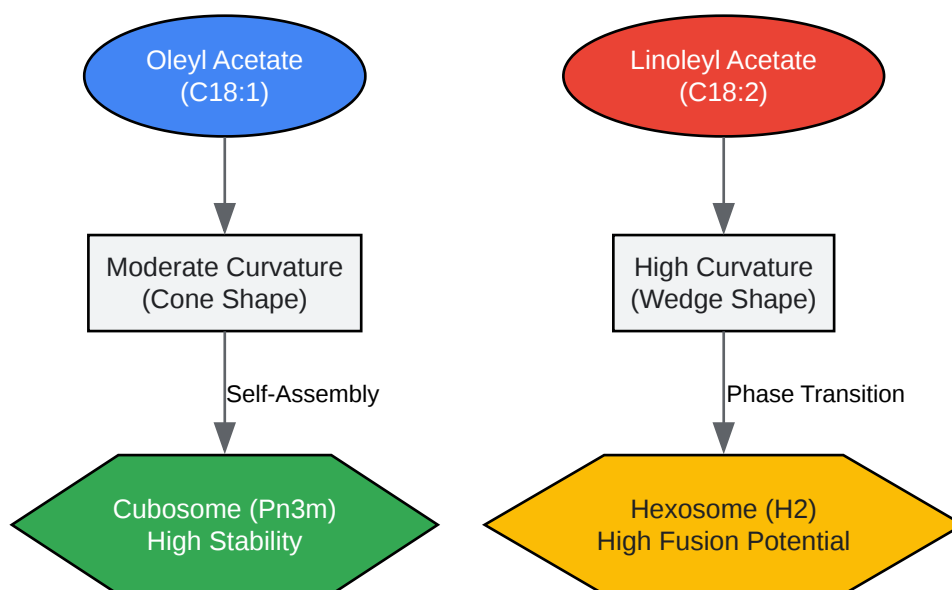 Oleyl Acetate
(C18:1)
Linoleyl Acetate
(C18:2)
Moderate Curvature
(Cone Shape)
High Curvature
(Wedge Shape)
Self-Assembly
Phase Transition
Cubosome (Pn3m)
High Stability
Hexosome (H2)
High Fusion Potential